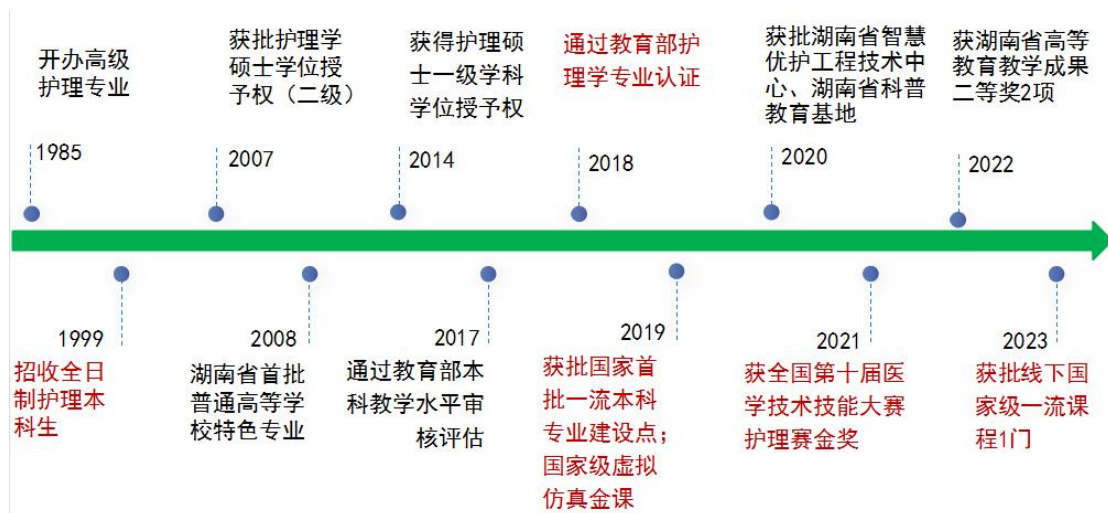 开办高级
护理专业
1985
获批护理学
硕士学位授
予权（二级）
2007
获得护理硕
士一级学科
学位授予权
2014
通过教育部护
理学专业认证
2018
获批湖南省智慧
优护工程技术中
心、湖南省科普
教育基地
2020
获湖南省高等
教育教学成果
二等奖2项
2022
1999
招收全日
制护理本
科生
2008
湖南省首批
普通高等学
校特色专业
2017
通过教育部本
科教学水平审
核评估
2019
获批国家首
批一流本科
专业建设点；
国家级虚拟
仿真金课
2021
获全国第十届医
学技术技能大赛
护理赛金奖
2023
获批线下国
家级一流课
程1门